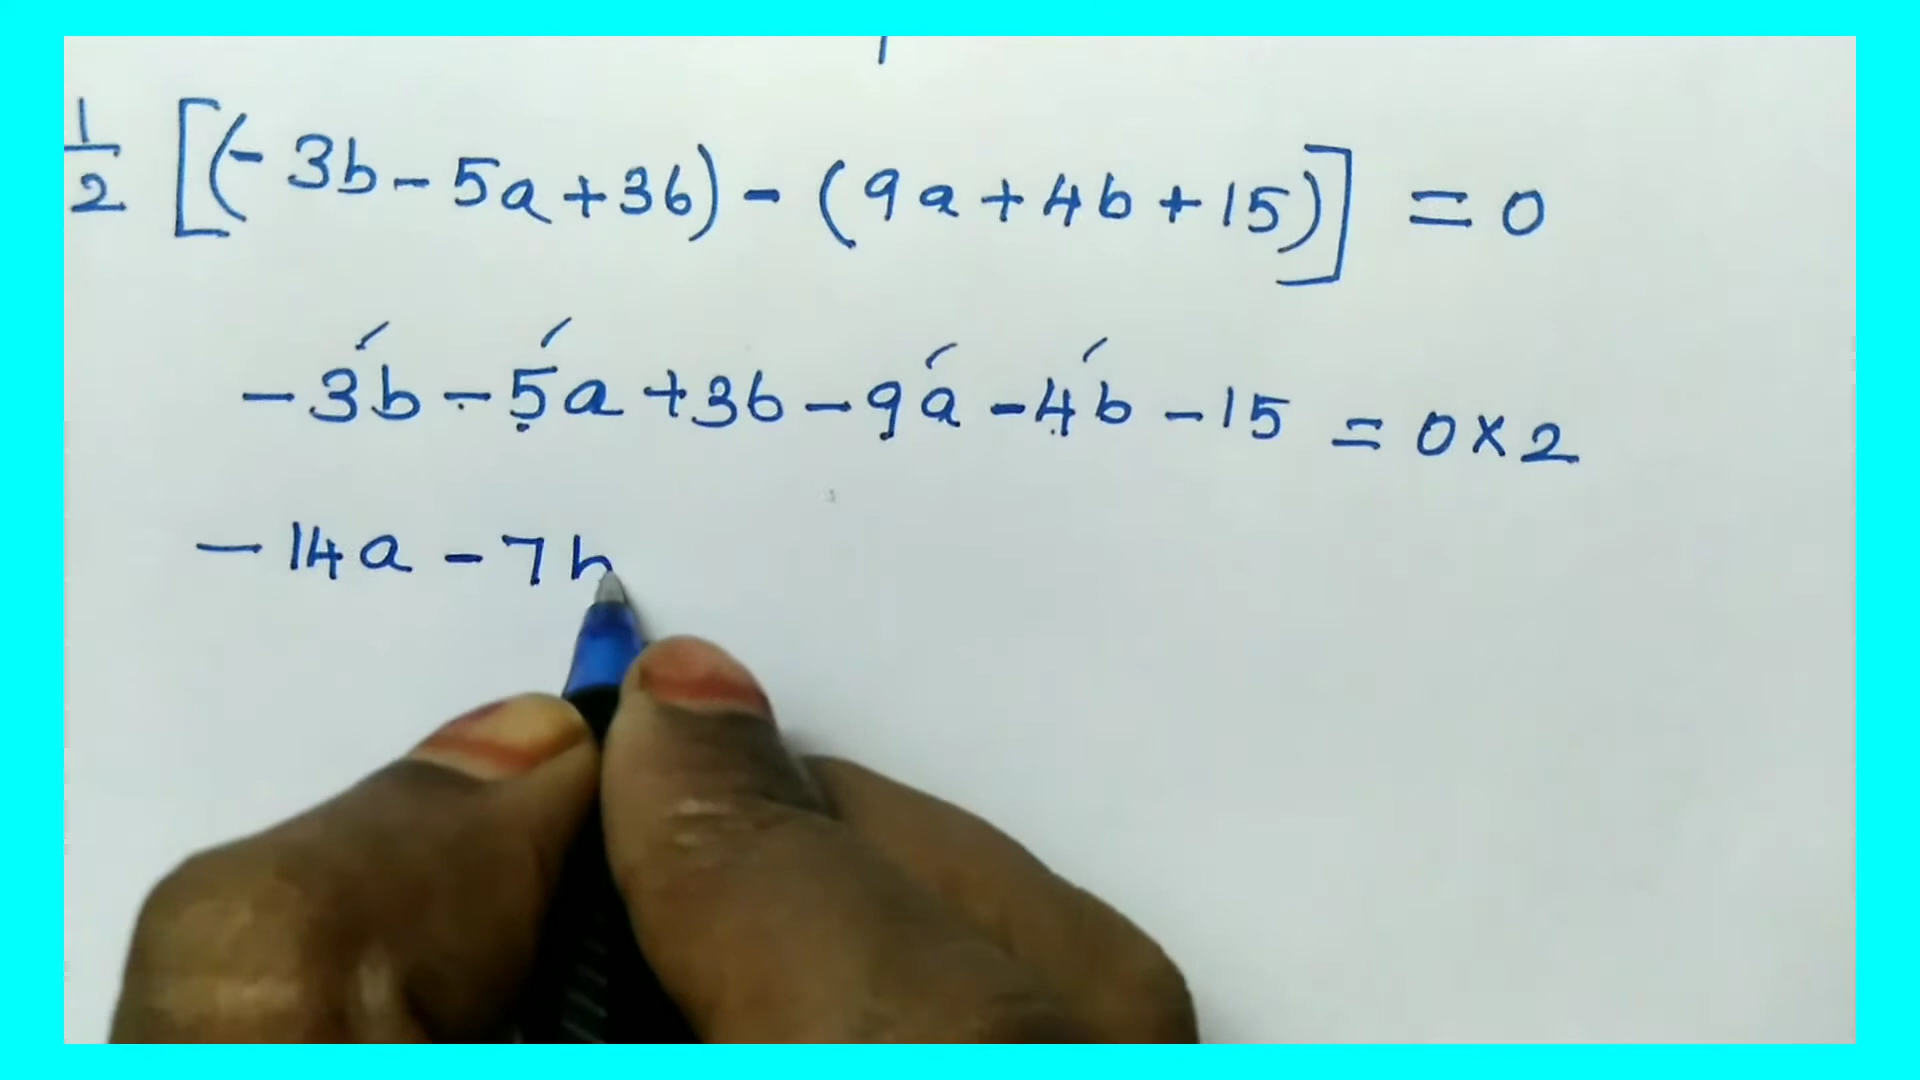 1/2 [(-3b-5a+36)-(9a+4b+15)] = 0
-3b-5a+36-9a-4b-15 = 0×2
-14a-7b